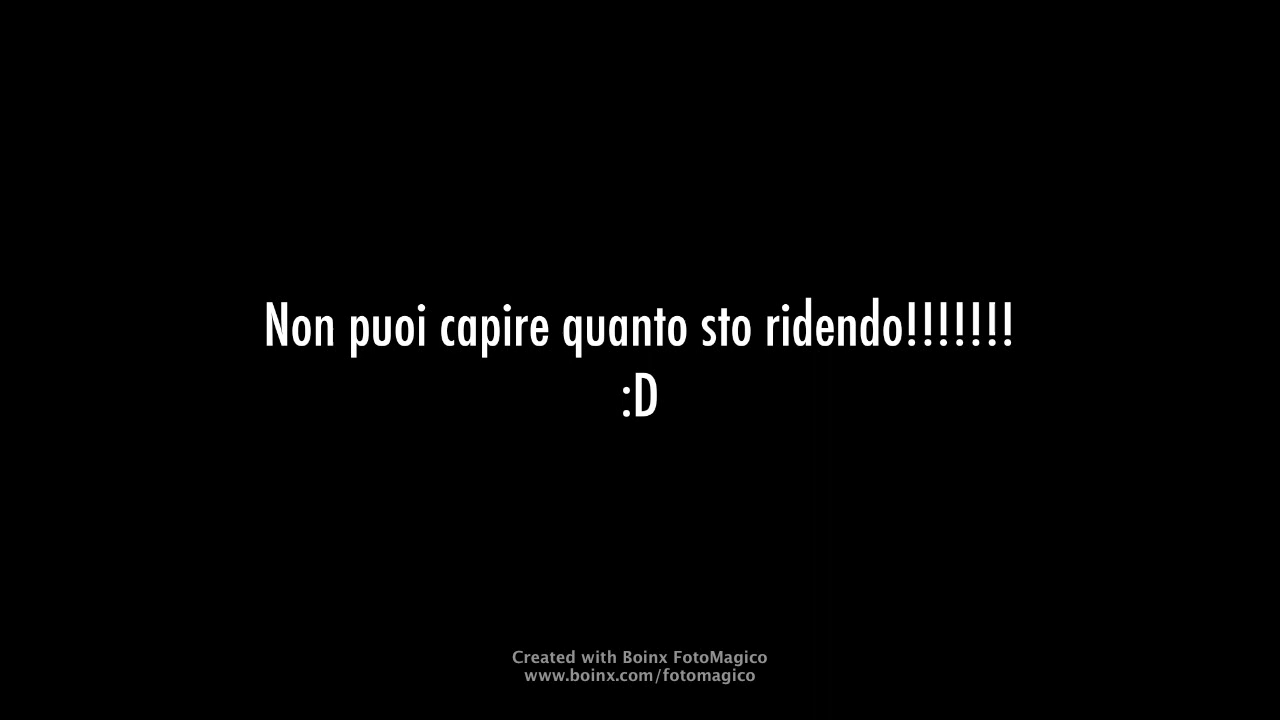 Non puoi capire quanto sto ridendo!!!!!!!
:D
Created with Boinx FotoMagico
www.boinx.com/fotomagico